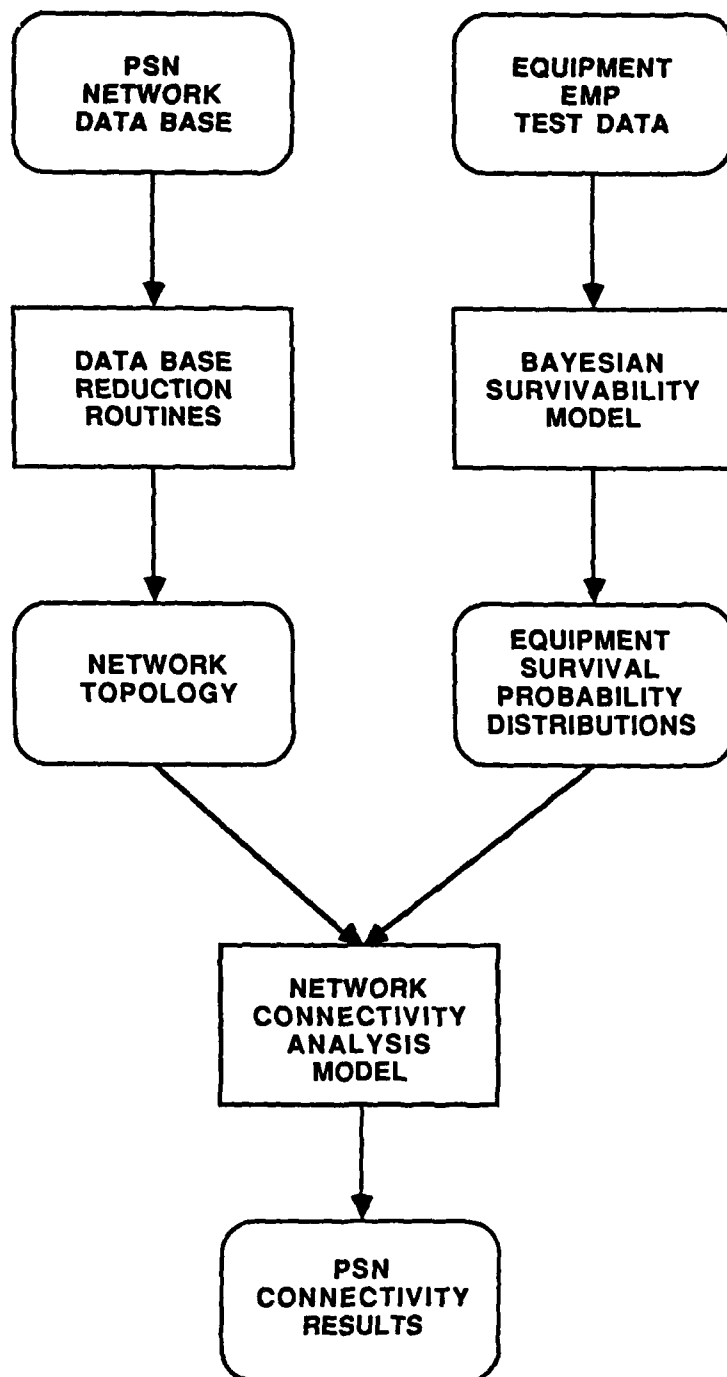 PSN
NETWORK
DATA BASE
EQUIPMENT
EMP
TEST DATA
DATA BASE
REDUCTION
ROUTINES
BAYESIAN
SURVIVABILITY
MODEL
NETWORK
TOPOLOGY
EQUIPMENT
SURVIVAL
PROBABILITY
DISTRIBUTIONS
NETWORK
CONNECTIVITY
ANALYSIS
MODEL
PSN
CONNECTIVITY
RESULTS